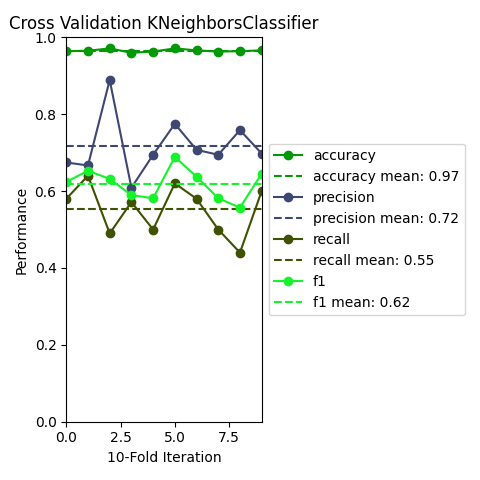 Cross Validation KNeighborsClassifier
1.0
0.8
0.6
0.4
0.2
0.0
Performance
0.0 2.5 5.0 7.5
10-Fold Iteration
accuracy
accuracy mean: 0.97
precision
precision mean: 0.72
recall
recall mean: 0.55
f1
f1 mean: 0.62